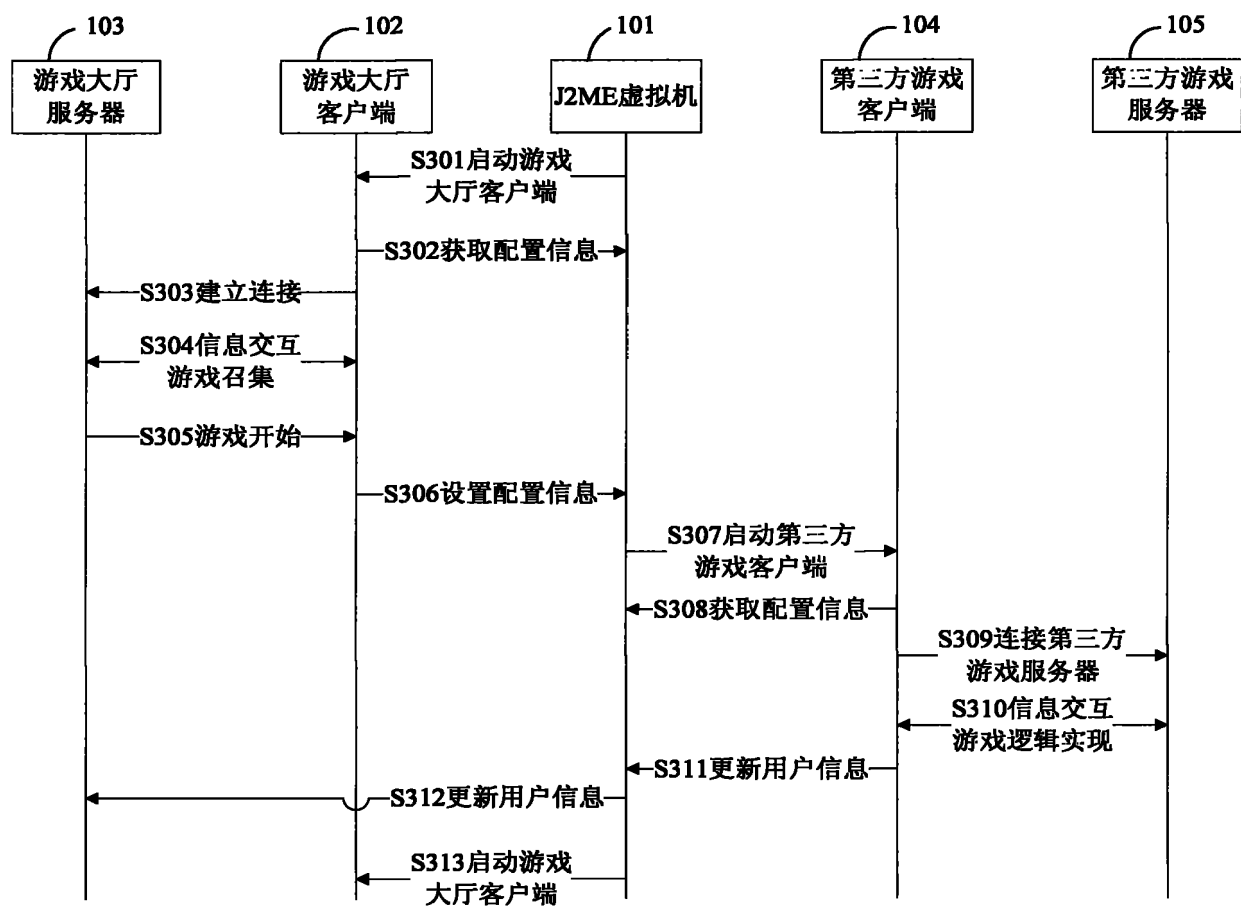 103
102
101
104
105
游戏大厅
服务器
游戏大厅
客户端
J2ME虚拟机
第三方游戏
客户端
第三方游戏
服务器
S301启动游戏
大厅客户端
S302获取配置信息
S303建立连接
S304信息交互
游戏召集
S305游戏开始
S306设置配置信息
S307启动第三方
游戏客户端
S308获取配置信息
S309连接第三方
游戏服务器
S310信息交互
游戏逻辑实现
S311更新用户信息
S312更新用户信息
S313启动游戏
大厅客户端